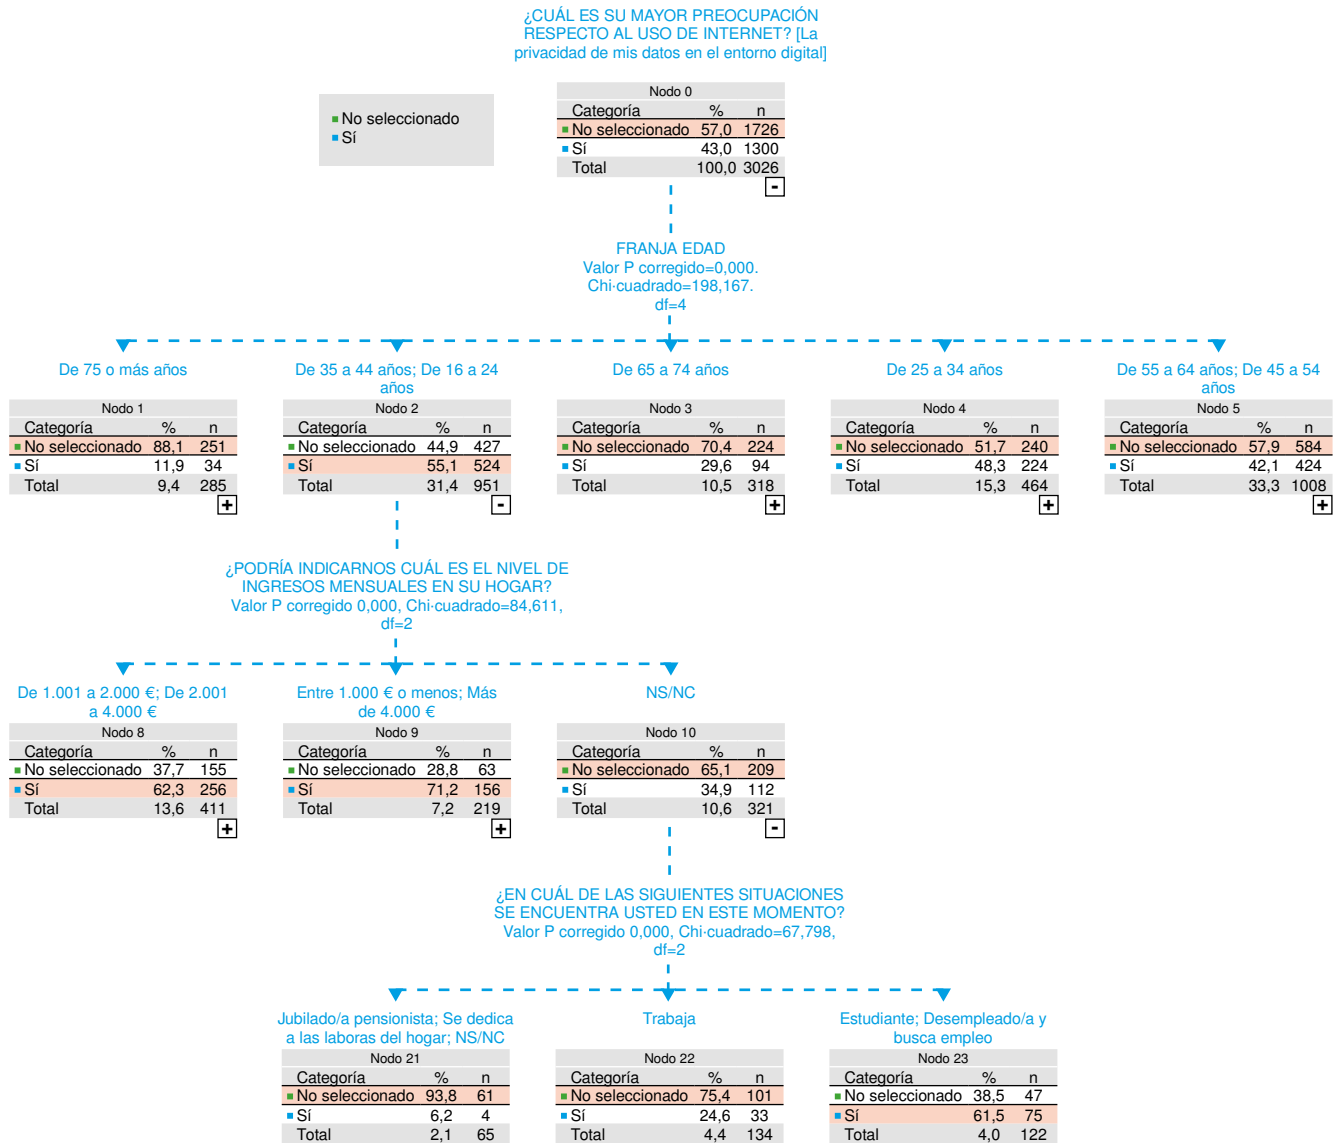 ¿CUÁL ES SU MAYOR PREOCUPACIÓN
RESPECTO AL USO DE INTERNET? [La
privacidad de mis datos en el entorno digital]
No seleccionado
Sí
Nodo 0
Categoría % n
No seleccionado 57,0 1726
Sí 43,0 1300
Total 100,0 3026
-
FRANJA EDAD
Valor P corregido=0,000.
Chi-cuadrado=198,167.
df=4
De 75 o más años
Nodo 1
Categoría % n
No seleccionado 88,1 251
Sí 11,9 34
Total 9,4 285
+
De 35 a 44 años; De 16 a 24
años
Nodo 2
Categoría % n
No seleccionado 44,9 427
Sí 55,1 524
Total 31,4 951
-
De 65 a 74 años
Nodo 3
Categoría % n
No seleccionado 70,4 224
Sí 29,6 94
Total 10,5 318
+
De 25 a 34 años
Nodo 4
Categoría % n
No seleccionado 51,7 240
Sí 48,3 224
Total 15,3 464
+
De 55 a 64 años; De 45 a 54
años
Nodo 5
Categoría % n
No seleccionado 57,9 584
Sí 42,1 424
Total 33,3 1008
+
¿PODRÍA INDICARNOS CUÁL ES EL NIVEL DE
INGRESOS MENSUALES EN SU HOGAR?
Valor P corregido 0,000, Chi-cuadrado=84,611,
df=2
De 1.001 a 2.000 €; De 2.001
a 4.000 €
Nodo 8
Categoría % n
No seleccionado 37,7 155
Sí 62,3 256
Total 13,6 411
+
Entre 1.000 € o menos; Más
de 4.000 €
Nodo 9
Categoría % n
No seleccionado 28,8 63
Sí 71,2 156
Total 7,2 219
+
NS/NC
Nodo 10
Categoría % n
No seleccionado 65,1 209
Sí 34,9 112
Total 10,6 321
-
¿EN CUÁL DE LAS SIGUIENTES SITUACIONES
SE ENCUENTRA USTED EN ESTE MOMENTO?
Valor P corregido 0,000, Chi-cuadrado=67,798,
df=2
Jubilado/a pensionista; Se dedica
a las laboras del hogar; NS/NC
Nodo 21
Categoría % n
No seleccionado 93,8 61
Sí 6,2 4
Total 2,1 65
Trabaja
Nodo 22
Categoría % n
No seleccionado 75,4 101
Sí 24,6 33
Total 4,4 134
Estudiante; Desempleado/a y
busca empleo
Nodo 23
Categoría % n
No seleccionado 38,5 47
Sí 61,5 75
Total 4,0 122